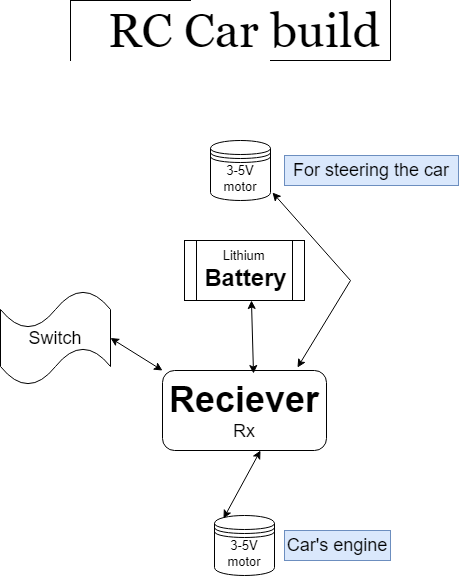 RC Car build
3-5V
motor
For steering the car
Lithium
Battery
Switch
Reciever
Rx
3-5V
motor
Car's engine